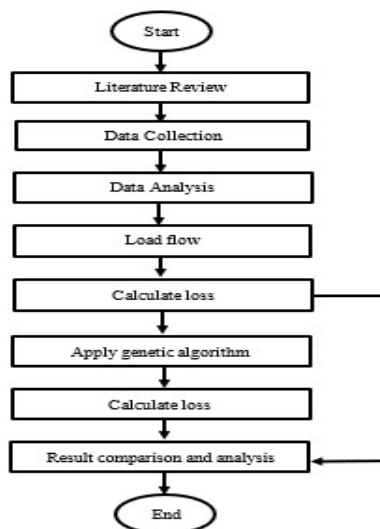 Start
Literature Review
Data Collection
Data Analysis
Load flow
Calculate loss
Apply genetic algorithm
Calculate loss
Result comparison and analysis
End